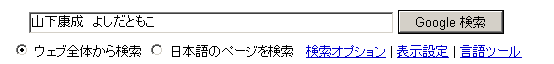 山下康成　よしだともこ Google 検索
ウェブ全体から検索 日本語のページを検索 検索オプション | 表示設定 | 言語ツール